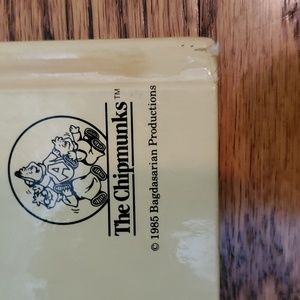 The Chipmunks™
© 1985 Bagdasarian Productions